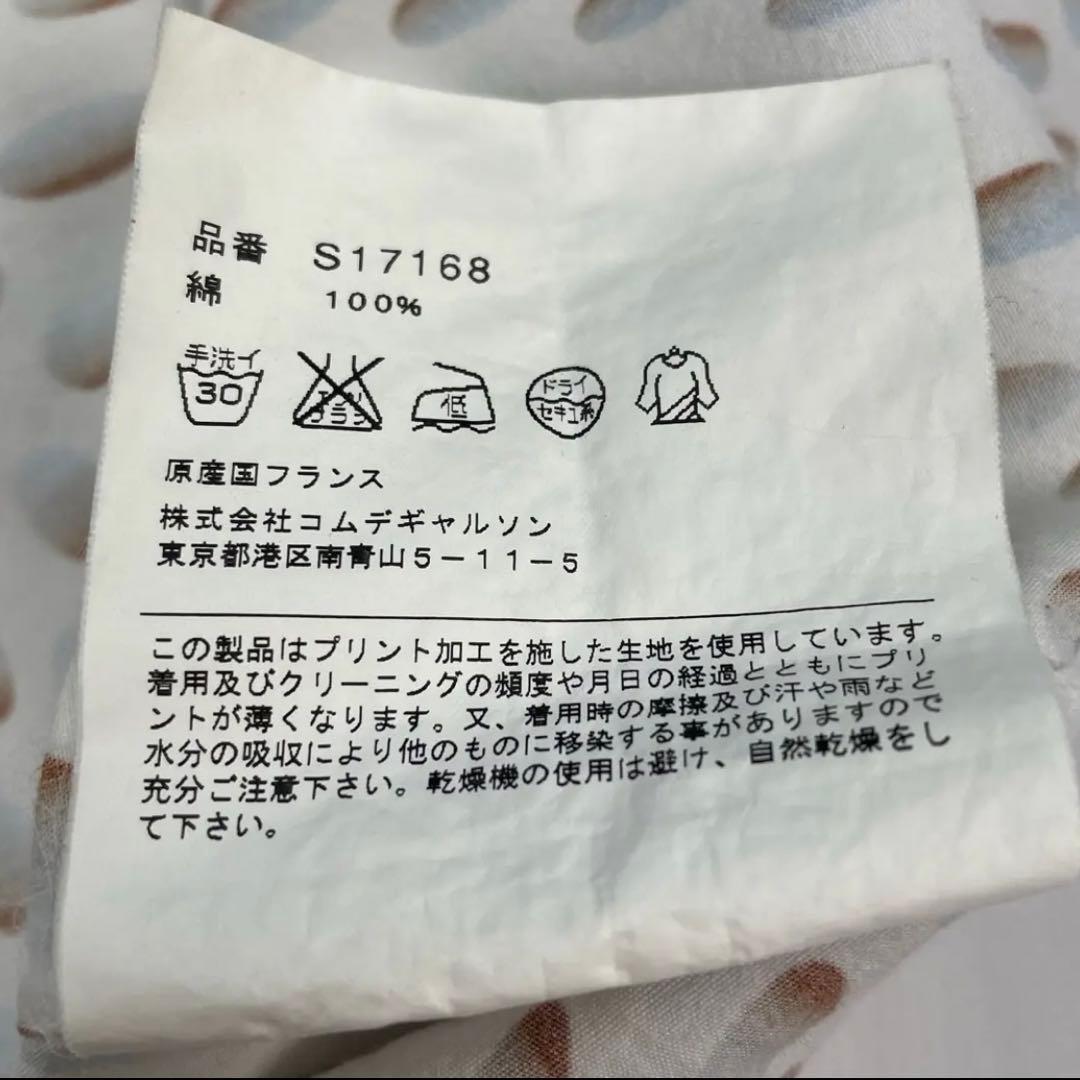 品番 S17168
綿 100%
手洗イ
30
エンソ
サラシ
低
ドライ
セキユ系
原産国フランス
株式会社コムデギャルソン
東京都港区南青山5-11-5
この製品はプリント加工を施した生地を使用しています。
着用及びクリーニングの頻度や月日の経過とともにプリ
ントが薄くなります。又、着用時の摩擦及び汗や雨など
水分の吸収により他のものに移染する事がありますので
充分ご注意下さい。乾燥機の使用は避け、自然乾燥をし
て下さい。